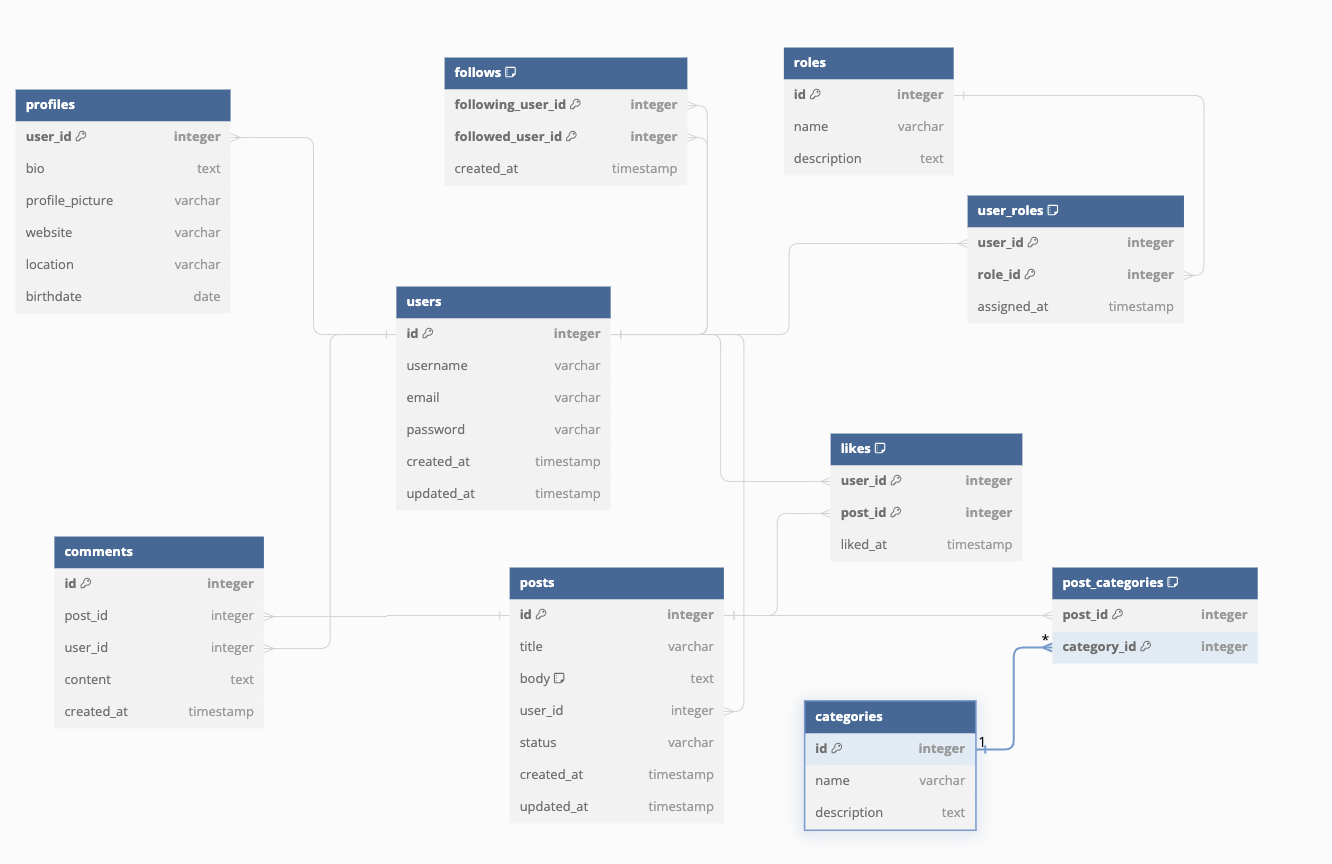 profiles
user_id integer
bio text
profile_picture varchar
website varchar
location varchar
birthdate date
follows
following_user_id integer
followed_user_id integer
created_at timestamp
roles
id integer
name varchar
description text
user_roles
user_id integer
role_id integer
assigned_at timestamp
users
id integer
username varchar
email varchar
password varchar
created_at timestamp
updated_at timestamp
likes
user_id integer
post_id integer
liked_at timestamp
comments
id integer
post_id integer
user_id integer
content text
created_at timestamp
posts
id integer
title varchar
body text
user_id integer
status varchar
created_at timestamp
updated_at timestamp
post_categories
post_id integer
* category_id integer
categories
id integer 1
name varchar
description text